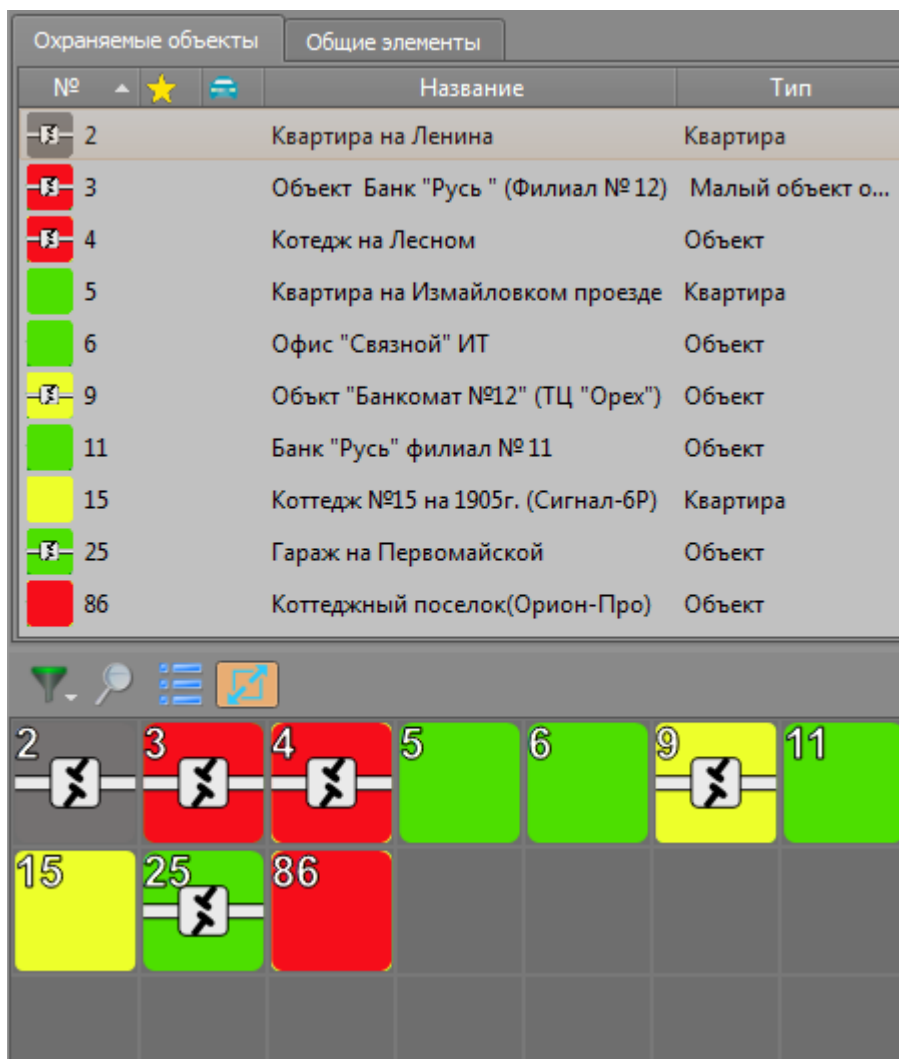 Охраняемые объекты Общие элементы
№ Название Тип
2 Квартира на Ленина Квартира
3 Объект Банк "Русь " (Филиал № 12) Малый объект о...
4 Котедж на Лесном Объект
5 Квартира на Измайловком проезде Квартира
6 Офис "Связной" ИТ Объект
9 Объкт "Банкомат №12" (ТЦ "Орех") Объект
11 Банк "Русь" филиал № 11 Объект
15 Коттедж №15 на 1905г. (Сигнал-6Р) Квартира
25 Гараж на Первомайской Объект
86 Коттеджный поселок(Орион-Про) Объект
2 3 4 5 6 9 11
15 25 86